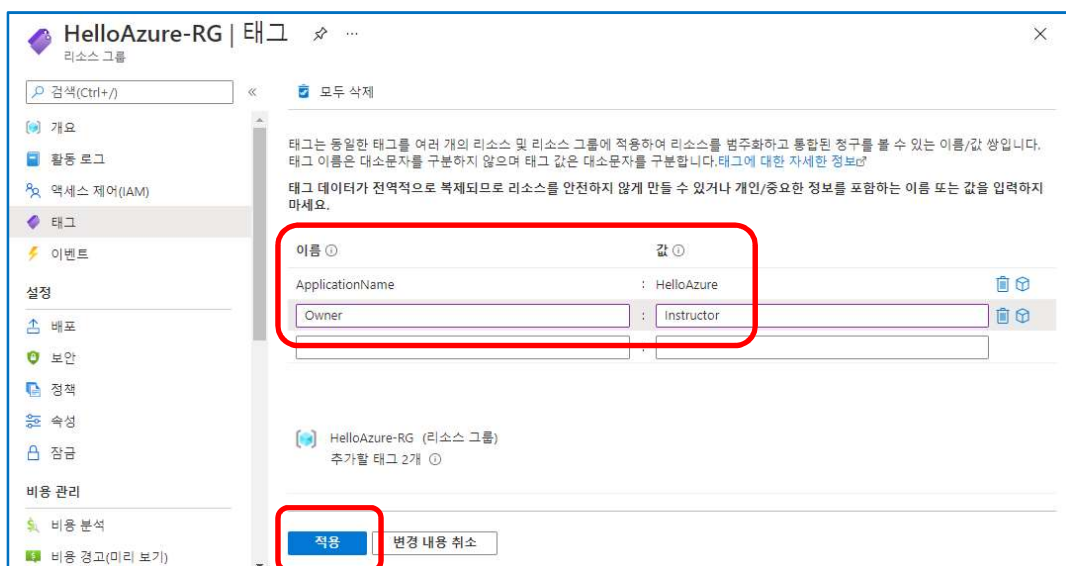 HelloAzure-RG | 태그
리소스 그룹
검색(Ctrl+/)
개요
활동 로그
액세스 제어(IAM)
태그
이벤트
설정
배포
보안
정책
속성
잠금
비용 관리
비용 분석
비용 경고(미리 보기)
모두 삭제
태그는 동일한 태그를 여러 개의 리소스 및 리소스 그룹에 적용하여 리소스를 범주화하고 통합된 청구를 볼 수 있는 이름/값 쌍입니다.
태그 이름은 대소문자를 구분하지 않으며 태그 값은 대소문자를 구분합니다.태그에 대한 자세한 정보
태그 데이터가 전역적으로 복제되므로 리소스를 안전하지 않게 만들 수 있거나 개인/중요한 정보를 포함하는 이름 또는 값을 입력하지
마세요.
이름 값
ApplicationName : HelloAzure
Owner : Instructor
:
HelloAzure-RG (리소스 그룹)
추가할 태그 2개
적용 변경 내용 취소